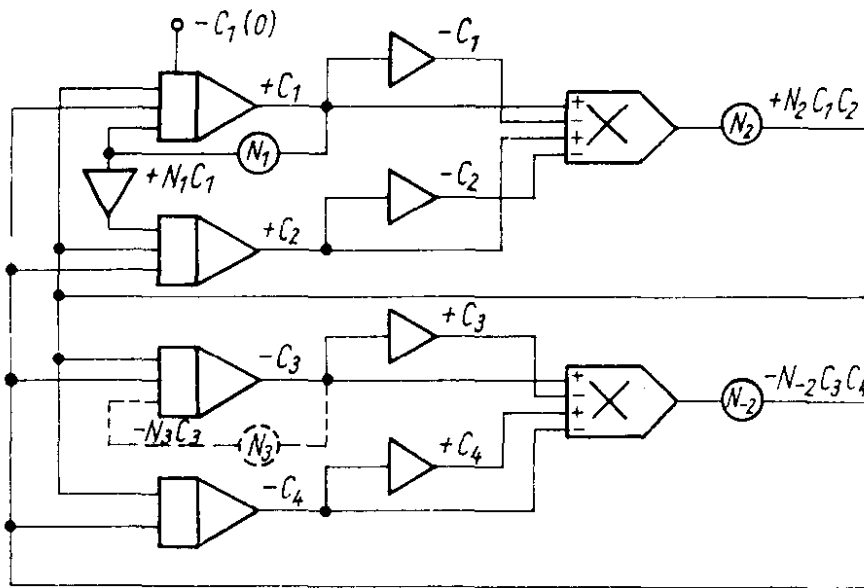 -C₁(0)
-C₁
+C₁
+
-
+
-
N₂
+N₂C₁C₂
N₁
+N₁C₁
-C₂
+C₂
+C₃
-C₃
+
-
+
-
N₋₂
-N₋₂C₃C₄
-N₃C₃
N₃
+C₄
-C₄